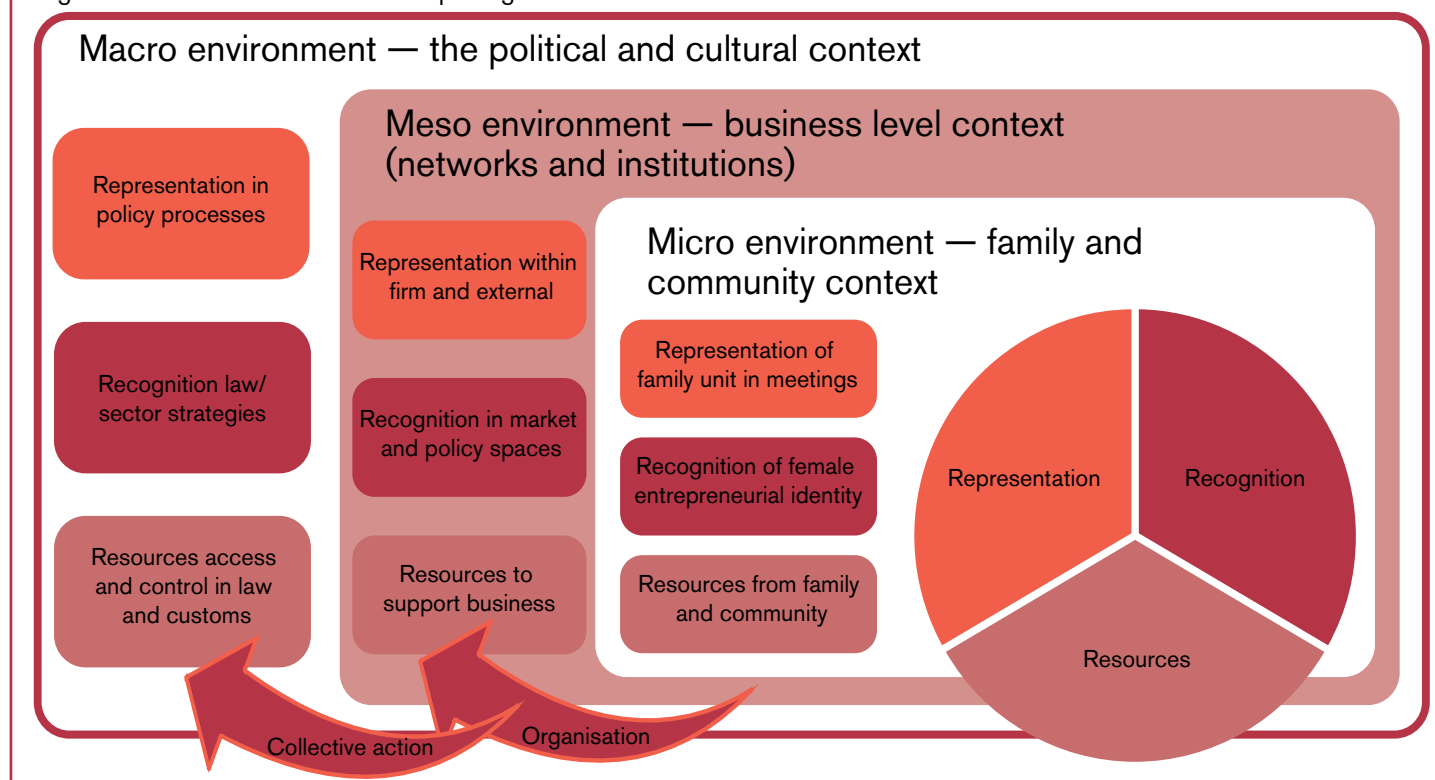 Macro environment — the political and cultural context
Meso environment — business level context
(networks and institutions)
Micro environment — family and
community context
Representation in
policy processes
Recognition law/
sector strategies
Resources access
and control in law
and customs
Representation within
firm and external
Recognition in market
and policy spaces
Resources to
support business
Representation of
family unit in meetings
Recognition of female
entrepreneurial identity
Resources from family
and community
Representation
Recognition
Resources
Collective action
Organisation